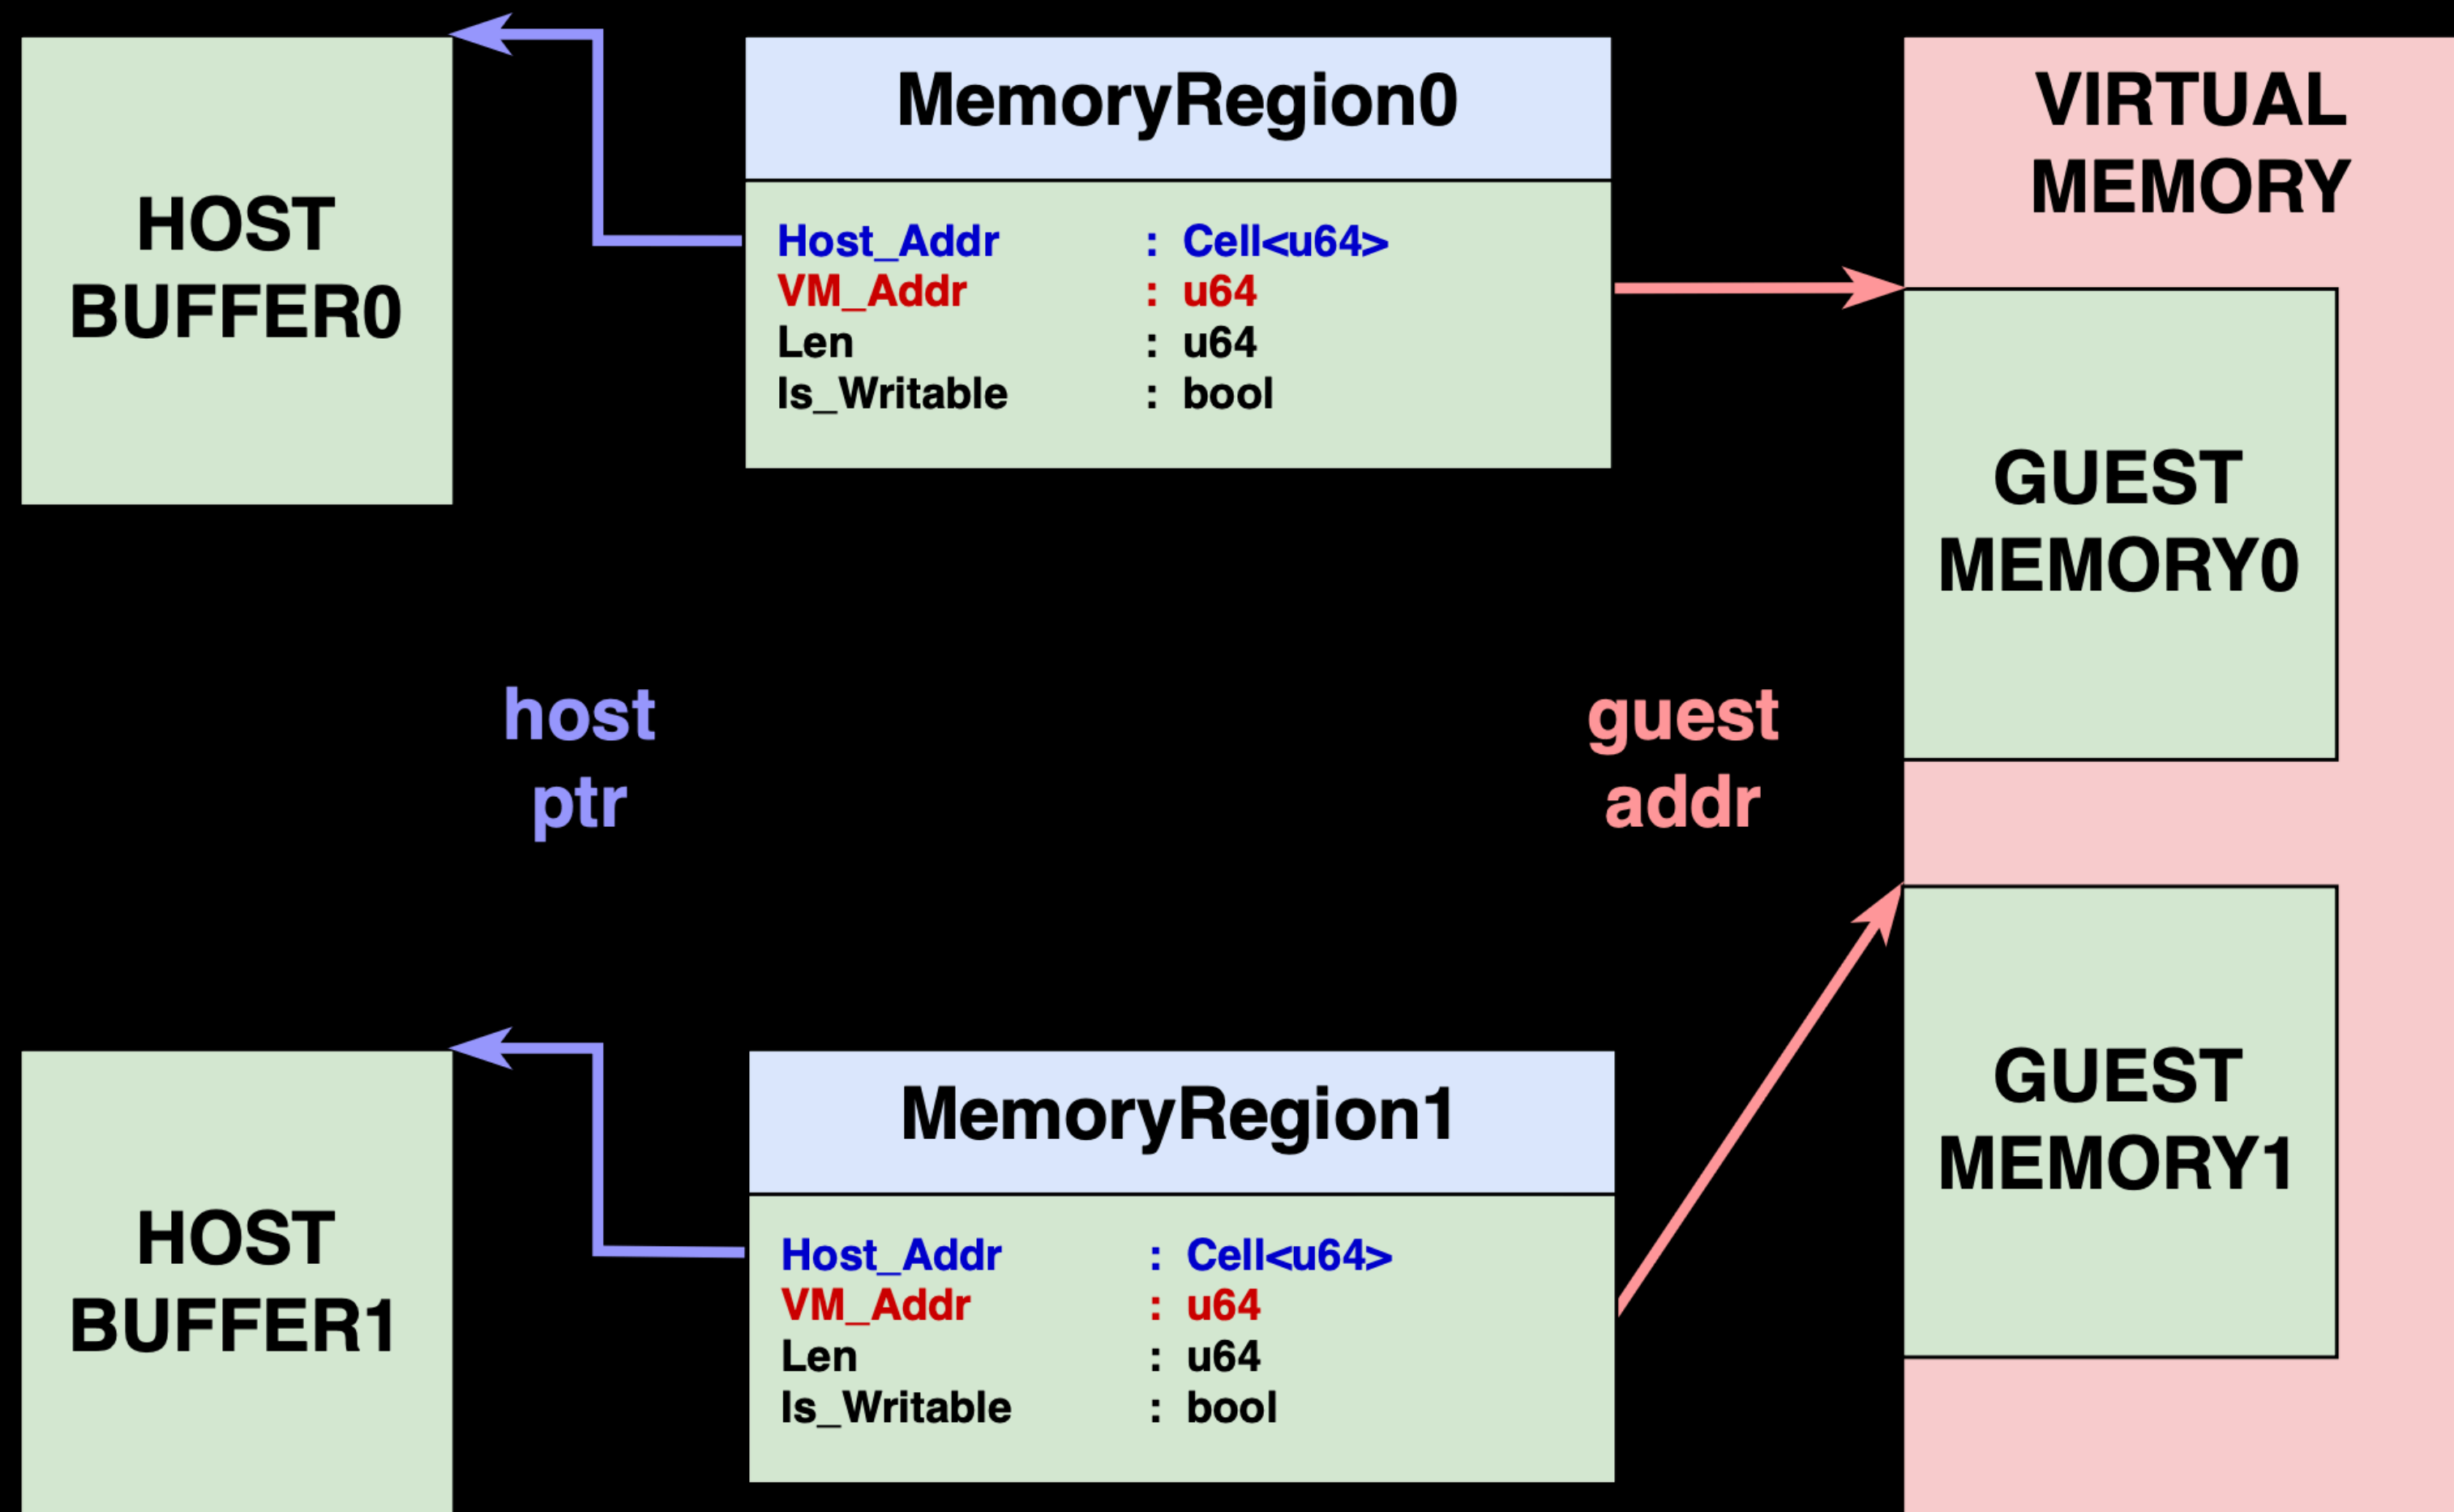 HOST
BUFFER0
MemoryRegion0
Host_Addr : Cell<u64>
VM_Addr : u64
Len : u64
Is_Writable : bool
VIRTUAL
MEMORY
GUEST
MEMORY0
host
ptr
guest
addr
HOST
BUFFER1
MemoryRegion1
Host_Addr : Cell<u64>
VM_Addr : u64
Len : u64
Is_Writable : bool
GUEST
MEMORY1